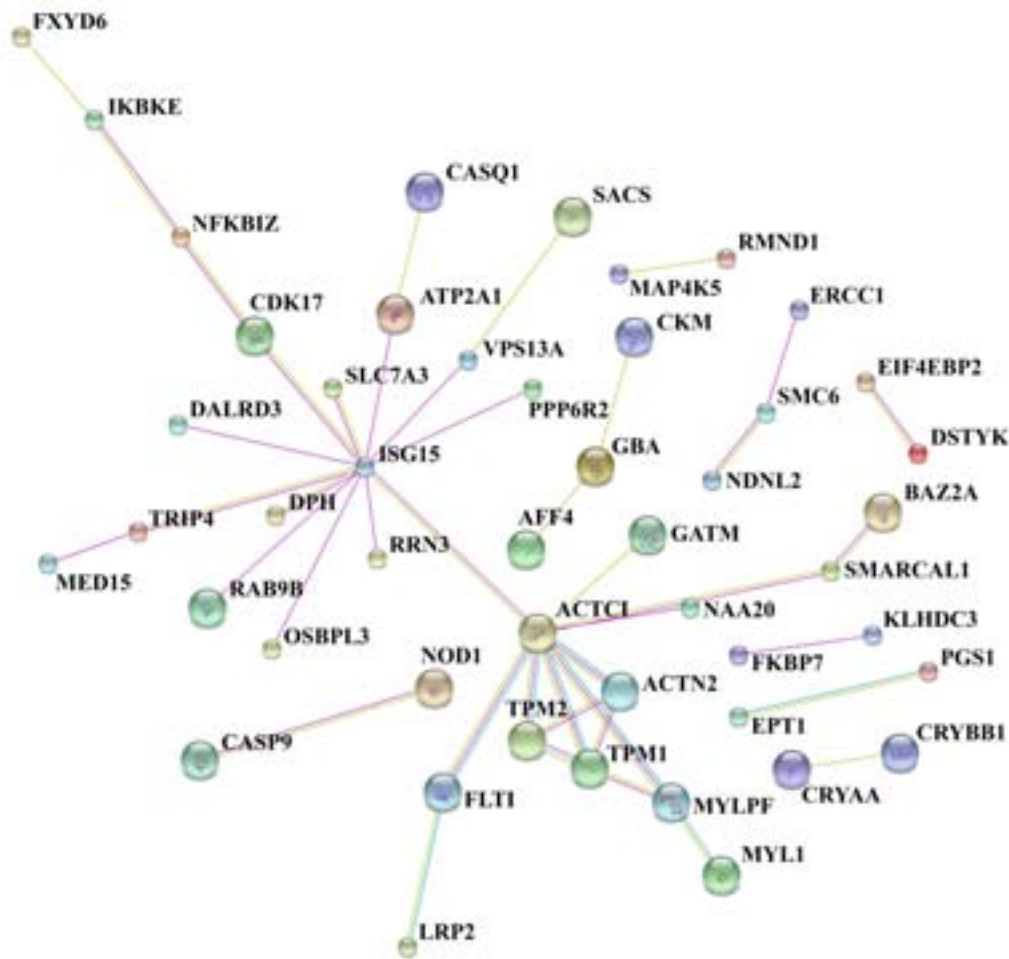 FXYD6
IKBKE
CASQ1
SACS
NFKBIZ
RMND1
MAP4K5
CDK17
ATP2A1
ERCC1
CKM
VPS13A
EIF4EBP2
SLC7A3
PPP6R2
SMC6
DALRD3
DSTYK
ISG15
GBA
NDNL2
BAZ2A
DPH
TRIP4
AFF4
GATM
RRN3
SMARCAL1
MED15
RAB9B
ACTCI
NAA20
OSBPL3
KLHDC3
NOD1
FKBP7
PGS1
ACTN2
TPM2
EPT1
CASP9
TPM1
CRYBB1
FLTI
MYLPF
CRYAA
MYL1
LRP2